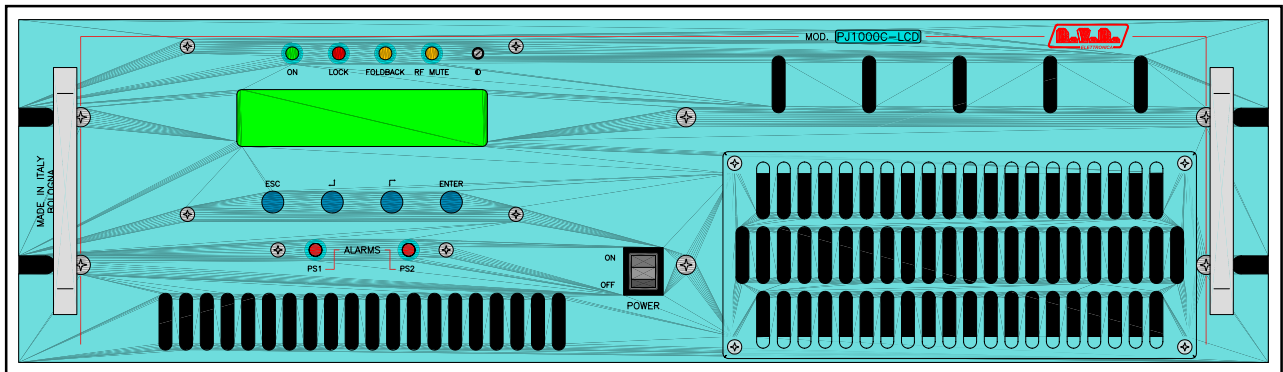 MOD. PJ1000C-LCD
R.V.R.
ELETTRONICA
ON LOCK FOLDBACK RF MUTE
MADE IN ITALY
BOLOGNA
ESC ENTER
ALARMS
PS1 PS2
ON
OFF
POWER